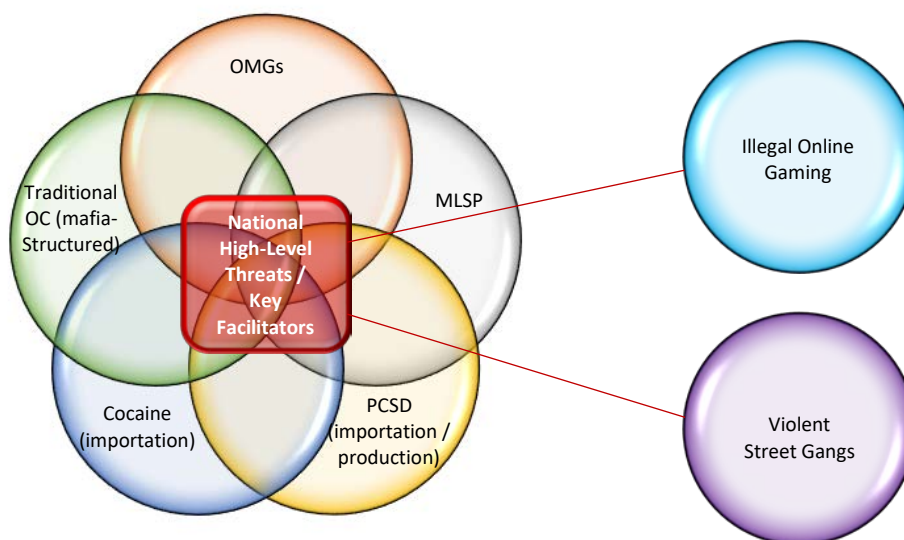 OMGs
Traditional
OC (mafia-
Structured)
MLSP
National
High-Level
Threats /
Key
Facilitators
Cocaine
(importation)
PCSD
(importation /
production)
Illegal Online
Gaming
Violent
Street Gangs